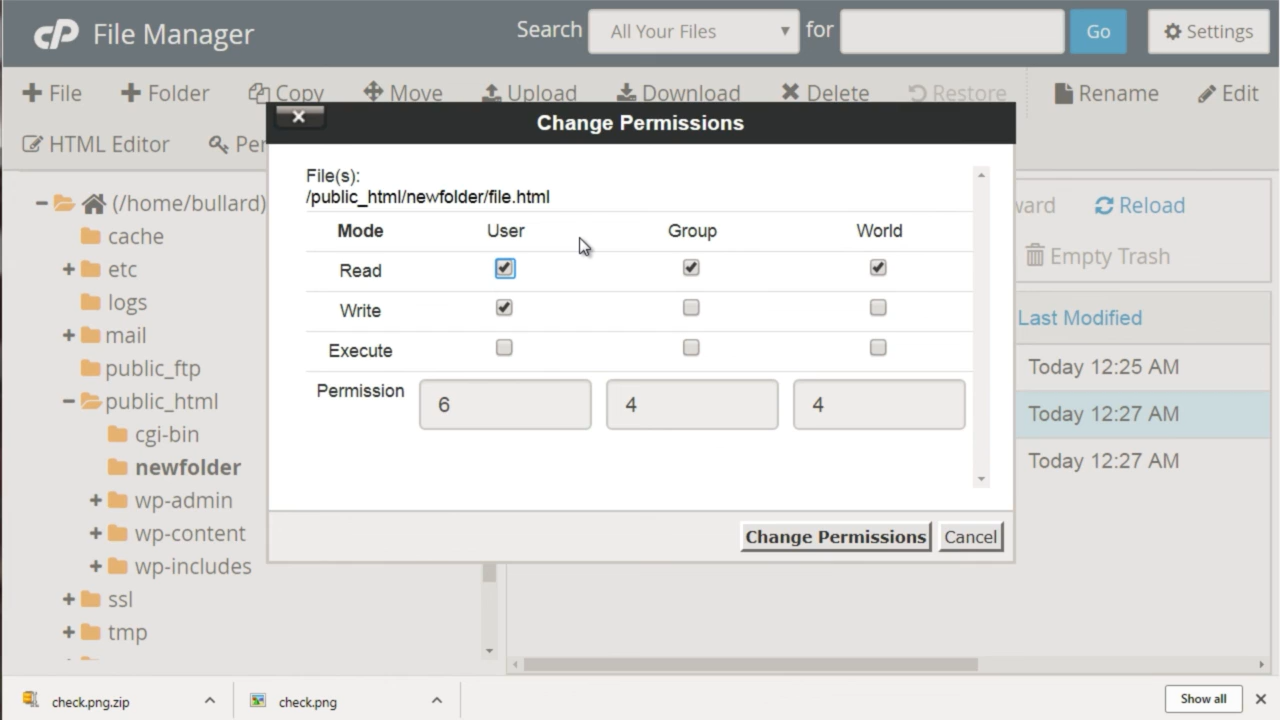 cP File Manager Search All Your Files for Go Settings
File Folder Copy Move Upload Download Delete Restore Rename Edit
HTML Editor
Change Permissions
File(s):
/public_html/newfolder/file.html
Mode User Group World
Read
Write
Execute
Permission 6 4 4
Change Permissions Cancel
(/home/bullard)
cache
etc
logs
mail
public_ftp
public_html
cgi-bin
newfolder
wp-admin
wp-content
wp-includes
ssl
tmp
Reload
Empty Trash
Last Modified
Today 12:25 AM
Today 12:27 AM
Today 12:27 AM
check.png.zip check.png Show all